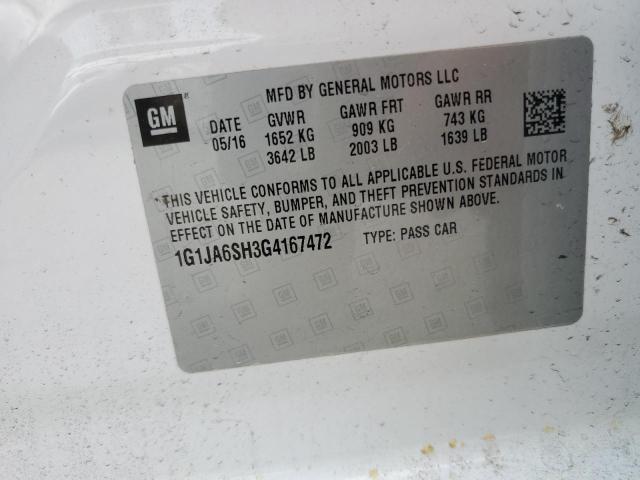 MFD BY GENERAL MOTORS LLC
GM
DATE GVWR GAWR FRT GAWR RR
05/16 1652 KG 909 KG 743 KG
3642 LB 2003 LB 1639 LB
THIS VEHICLE CONFORMS TO ALL APPLICABLE U.S. FEDERAL MOTOR
VEHICLE SAFETY, BUMPER, AND THEFT PREVENTION STANDARDS IN
EFFECT ON THE DATE OF MANUFACTURE SHOWN ABOVE.
1G1JA6SH3G4167472 TYPE: PASS CAR